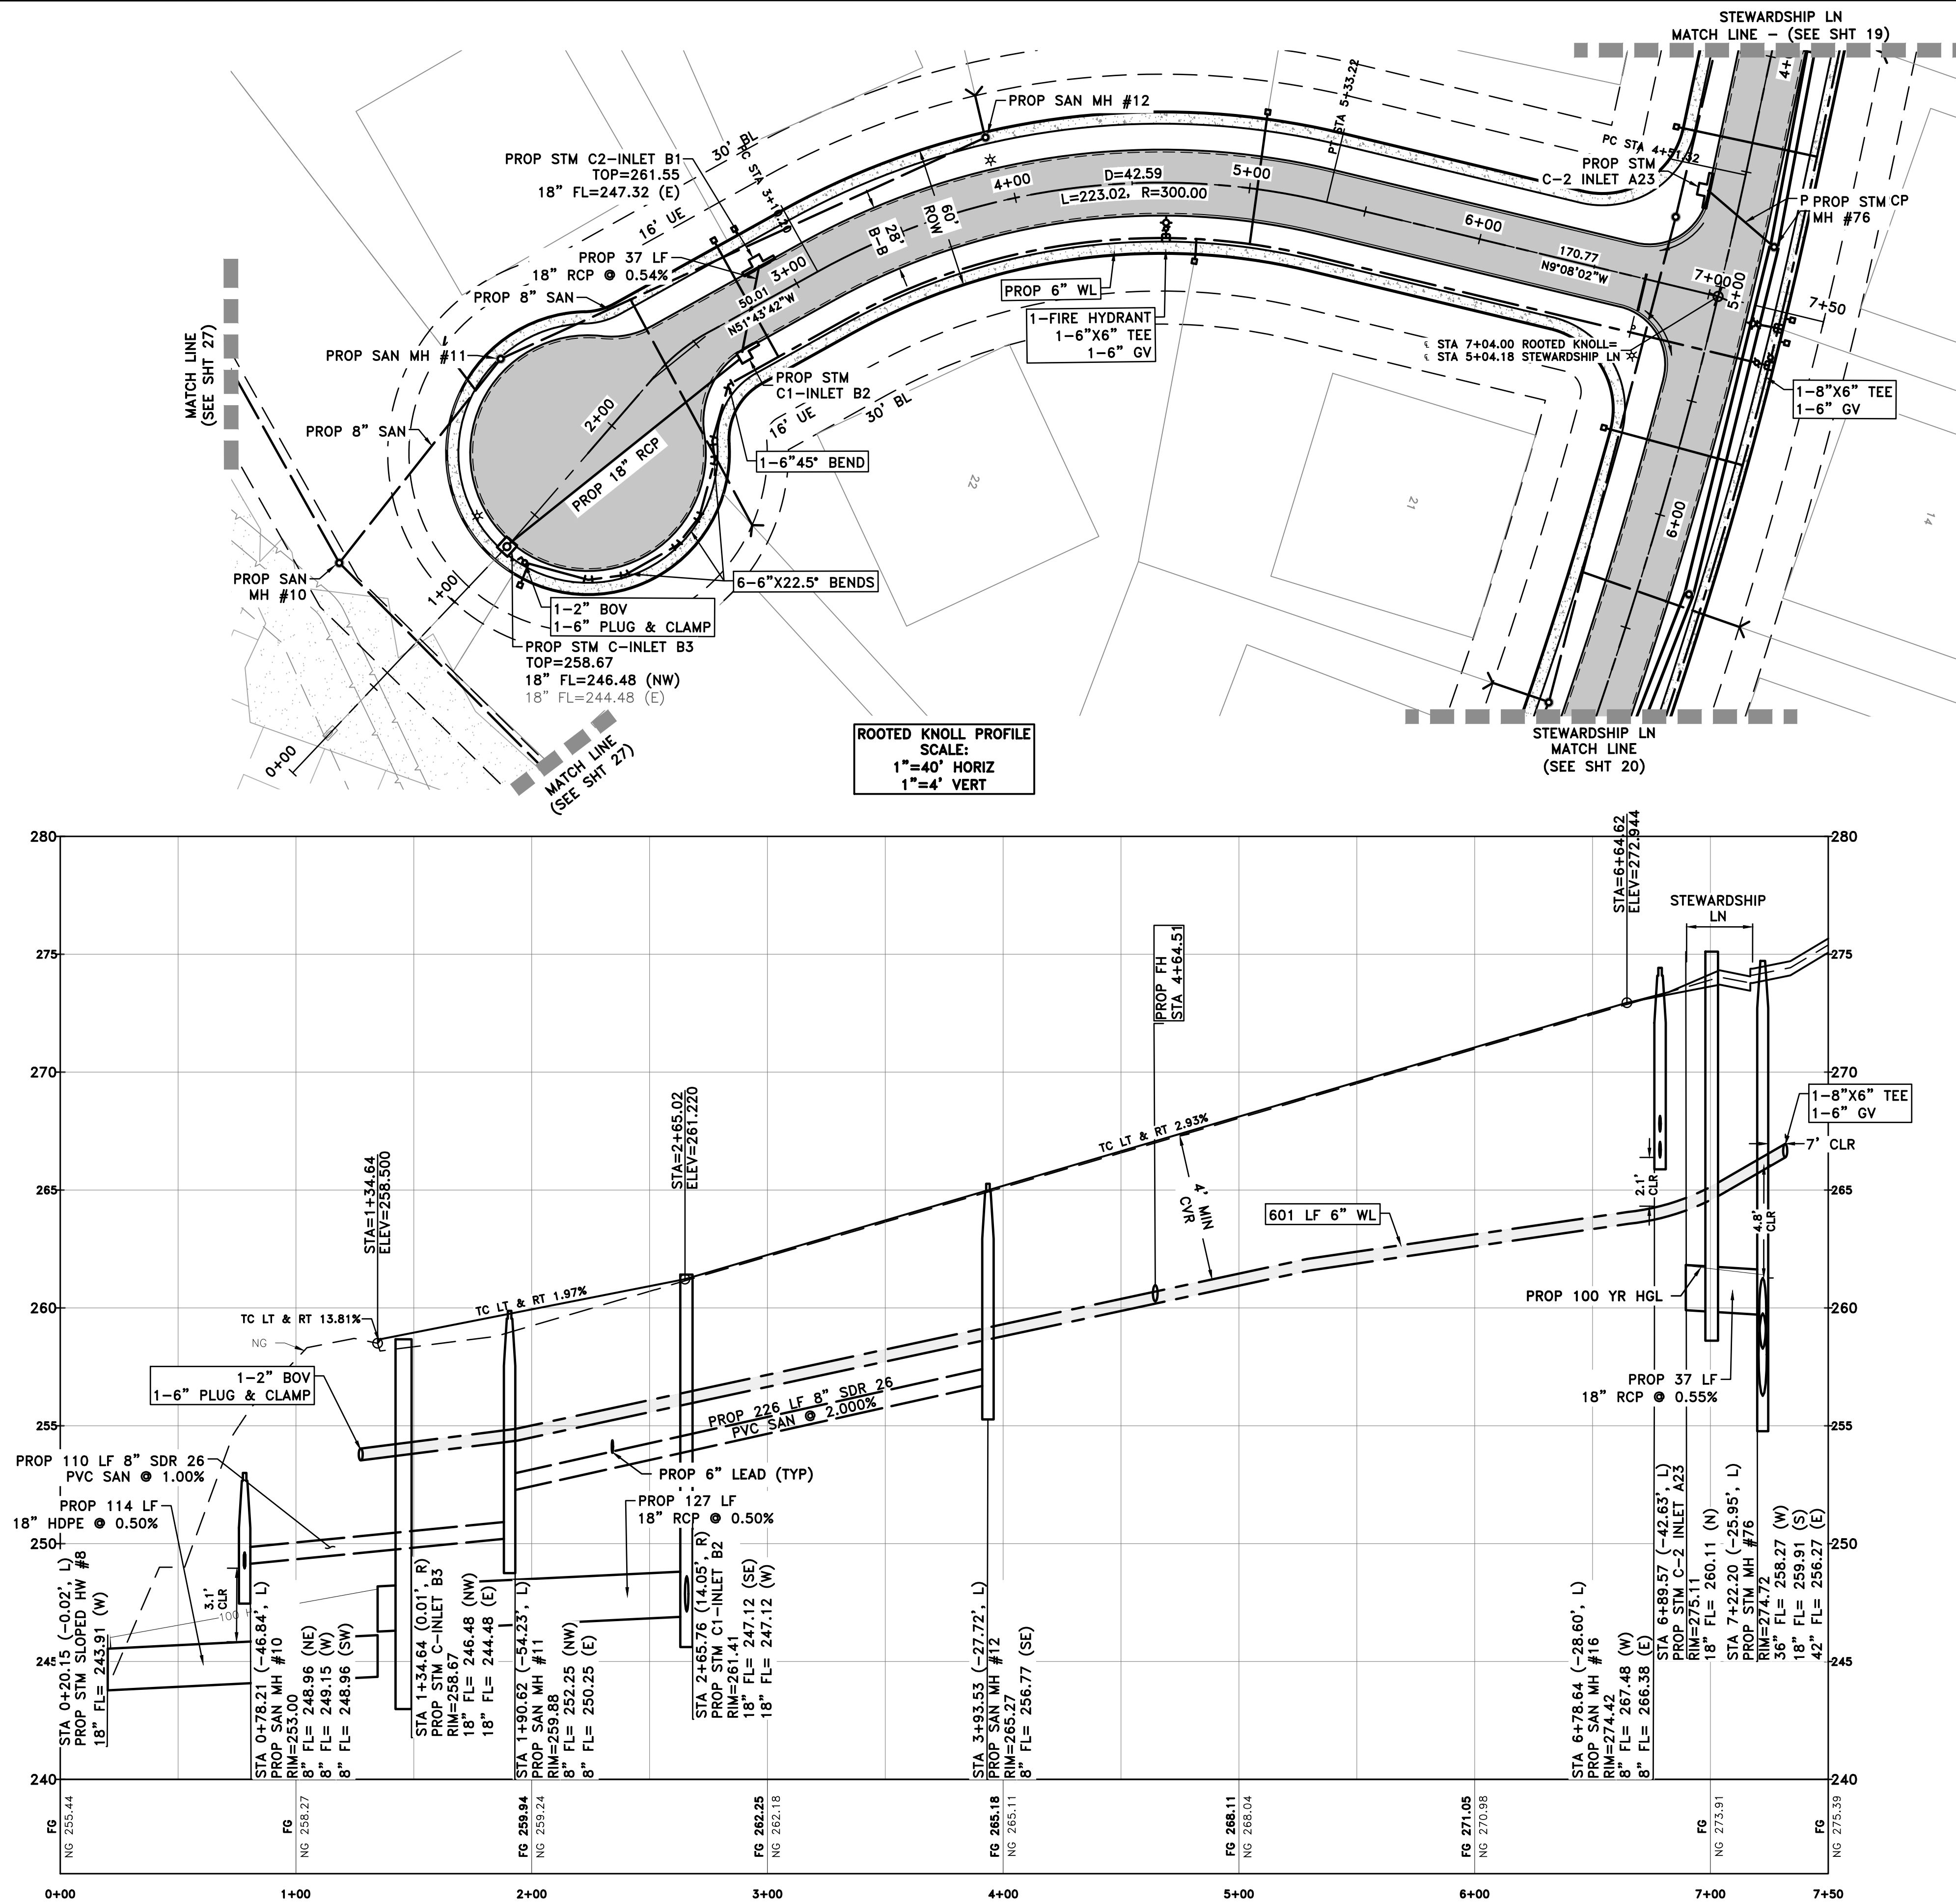 STEWARDSHIP LN
MATCH LINE - (SEE SHT 19)
4+
PROP SAN MH #12
PT STA 5+33.22
30' BL
PC STA 3+10.20
PROP STM C2-INLET B1
TOP=261.55
18" FL=247.32 (E)
16' UE
PROP 37 LF
18" RCP @ 0.54%
PROP 8" SAN
3+00
50.01
N51°43'42"W
28'
B-B
60'
ROW
4+00
D=42.59
L=223.02, R=300.00
5+00
6+00
170.77
N9°08'02"W
7+00
5+00
7+50
PC STA 4+51.32
PROP STM
C-2 INLET A23
P PROP STM CP
MH #76
MATCH LINE
(SEE SHT 27)
PROP SAN MH #11
PROP 6" WL
1-FIRE HYDRANT
1-6"X6" TEE
1-6" GV
℄ STA 7+04.00 ROOTED KNOLL=
℄ STA 5+04.18 STEWARDSHIP LN
1-8"X6" TEE
1-6" GV
PROP STM
C1-INLET B2
2+00
PROP 18" RCP
16' UE
30' BL
PROP 8" SAN
1-6"45° BEND
22
21
14
6+00
PROP SAN
MH #10
1+00
6-6"X22.5° BENDS
1-2" BOV
1-6" PLUG & CLAMP
PROP STM C-INLET B3
TOP=258.67
18" FL=246.48 (NW)
18" FL=244.48 (E)
0+00
MATCH LINE
(SEE SHT 27)
ROOTED KNOLL PROFILE
SCALE:
1"=40' HORIZ
1"=4' VERT
STEWARDSHIP LN
MATCH LINE
(SEE SHT 20)
280
275
270
265
260
255
250
245
240
280
275
270
265
260
255
250
245
240
STA=1+34.64
ELEV=258.500
STA=2+65.02
ELEV=261.220
PROP FH
STA 4+64.51
STA=6+64.62
ELEV=272.944
STEWARDSHIP
LN
TC LT & RT 13.81%
NG
TC LT & RT 1.97%
TC LT & RT 2.93%
4' MIN
CVR
601 LF 6" WL
2.1'
CLR
4.8'
CLR
1-8"X6" TEE
1-6" GV
7' CLR
PROP 100 YR HGL
PROP 37 LF
18" RCP @ 0.55%
1-2" BOV
1-6" PLUG & CLAMP
PROP 110 LF 8" SDR 26
PVC SAN @ 1.00%
PROP 114 LF
18" HDPE @ 0.50%
PROP 226 LF 8" SDR 26
PVC SAN @ 2.000%
PROP 6" LEAD (TYP)
PROP 127 LF
18" RCP @ 0.50%
3.1'
CLR
100
STA 0+20.15 (-0.02', L)
PROP STM SLOPED HW #8
18" FL= 243.91 (W)
STA 0+78.21 (-46.84', L)
PROP SAN MH #10
RIM=253.00
8" FL= 248.96 (NE)
8" FL= 249.15 (W)
8" FL= 248.96 (SW)
STA 1+34.64 (0.01', R)
PROP STM C-INLET B3
RIM=258.67
18" FL= 246.48 (NW)
18" FL= 244.48 (E)
STA 1+90.62 (-54.23', L)
PROP SAN MH #11
RIM=259.88
8" FL= 252.25 (NW)
8" FL= 250.25 (E)
STA 2+65.76 (14.05', R)
PROP STM C1-INLET B2
RIM=261.41
18" FL= 247.12 (SE)
18" FL= 247.12 (W)
STA 3+93.53 (-27.72', L)
PROP SAN MH #12
RIM=265.27
8" FL= 256.77 (SE)
STA 6+78.64 (-28.60', L)
PROP SAN MH #16
RIM=274.42
8" FL= 267.48 (W)
8" FL= 266.38 (E)
STA 6+89.57 (-42.63', L)
PROP STM C-2 INLET A23
RIM=275.11
18" FL= 260.11 (N)
STA 7+22.20 (-25.95', L)
PROP STM MH #76
RIM=274.72
36" FL= 258.27 (W)
18" FL= 259.91 (S)
42" FL= 256.27 (E)
FG
NG 255.44
FG
NG 258.27
FG 259.94
NG 259.24
FG 262.25
NG 262.18
FG 265.18
NG 265.11
FG 268.11
NG 268.04
FG 271.05
NG 270.98
FG
NG 273.91
FG
NG 275.39
0+00
1+00
2+00
3+00
4+00
5+00
6+00
7+00
7+50